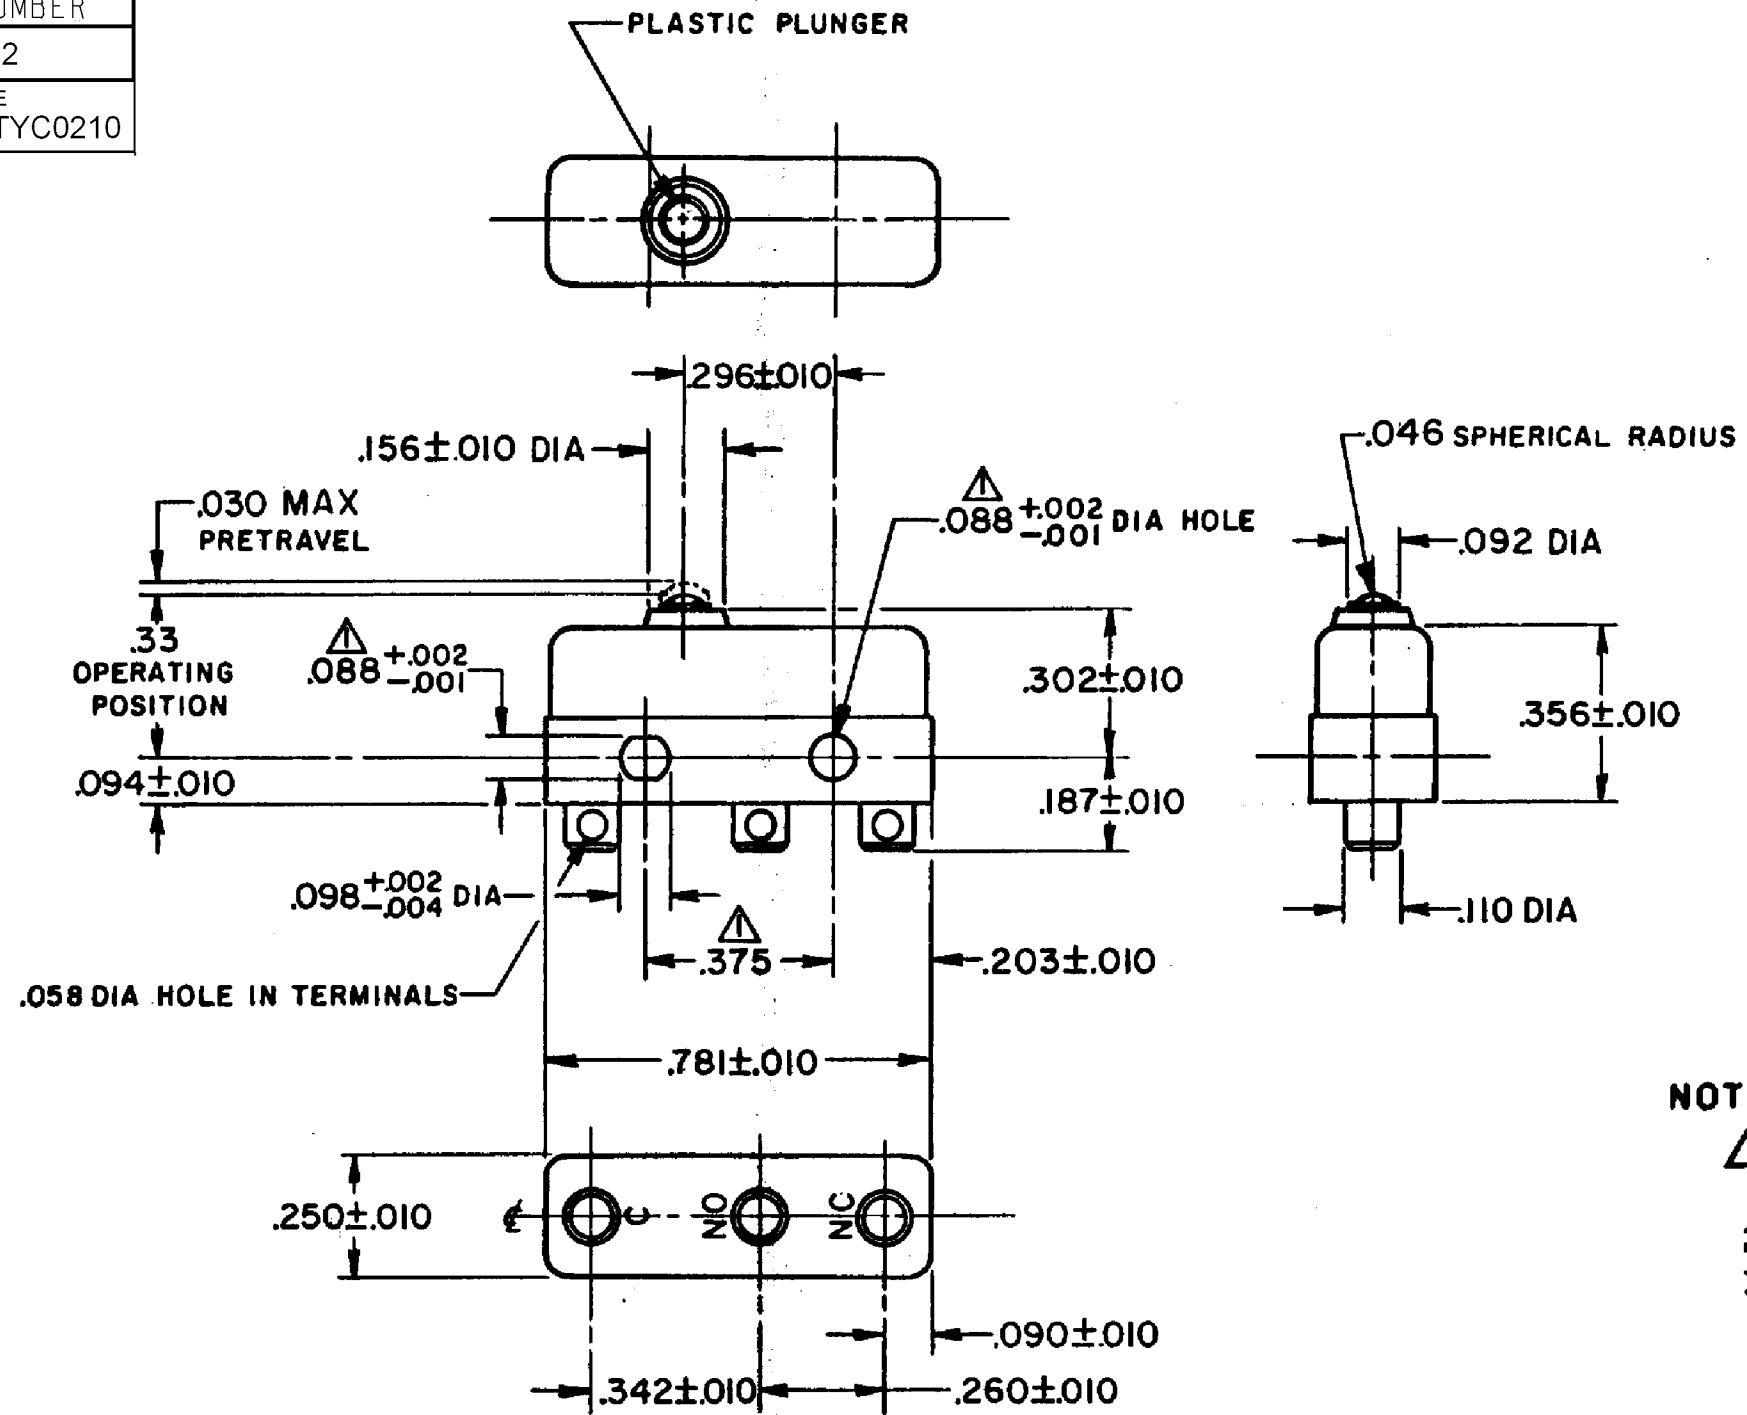 2
TYC0210
PLASTIC PLUNGER
.296±.010
.156±.010 DIA
.046 SPHERICAL RADIUS
.030 MAX
PRETRAVEL
1
.088 +.002 -.001 DIA HOLE
.092 DIA
.33
OPERATING
POSITION
1
.088 +.002 -.001
.302±.010
.356±.010
.094±.010
.187±.010
.098 +.002 -.004 DIA
.110 DIA
1
.375
.203±.010
.058 DIA HOLE IN TERMINALS
.781±.010
NOT
.250±.010
℄
C
NO
NC
.090±.010
.342±.010
.260±.010